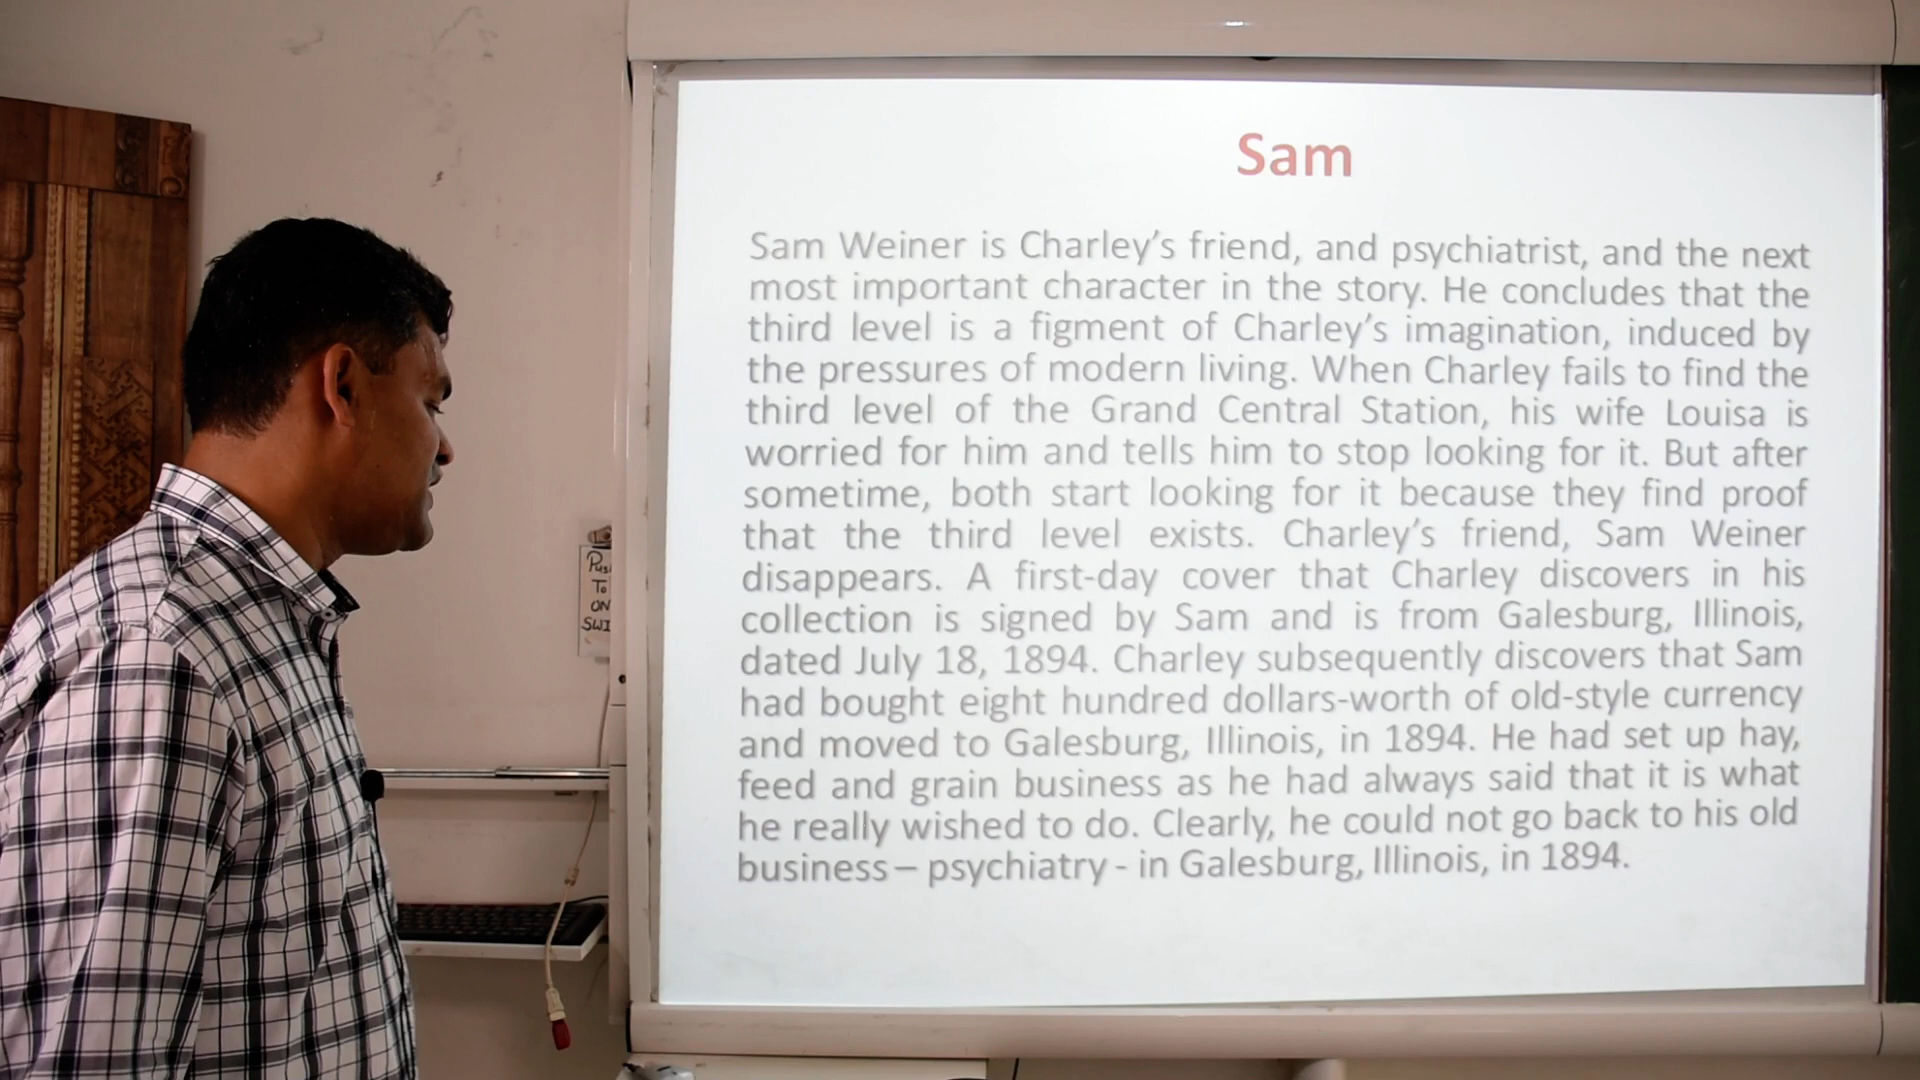 Sam
Sam Weiner is Charley's friend, and psychiatrist, and the next
most important character in the story. He concludes that the
third level is a figment of Charley's imagination, induced by
the pressures of modern living. When Charley fails to find the
third level of the Grand Central Station, his wife Louisa is
worried for him and tells him to stop looking for it. But after
sometime, both start looking for it because they find proof
that the third level exists. Charley's friend, Sam Weiner
disappears. A first-day cover that Charley discovers in his
collection is signed by Sam and is from Galesburg, Illinois,
dated July 18, 1894. Charley subsequently discovers that Sam
had bought eight hundred dollars-worth of old-style currency
and moved to Galesburg, Illinois, in 1894. He had set up hay,
feed and grain business as he had always said that it is what
he really wished to do. Clearly, he could not go back to his old
business – psychiatry - in Galesburg, Illinois, in 1894.
To
ON